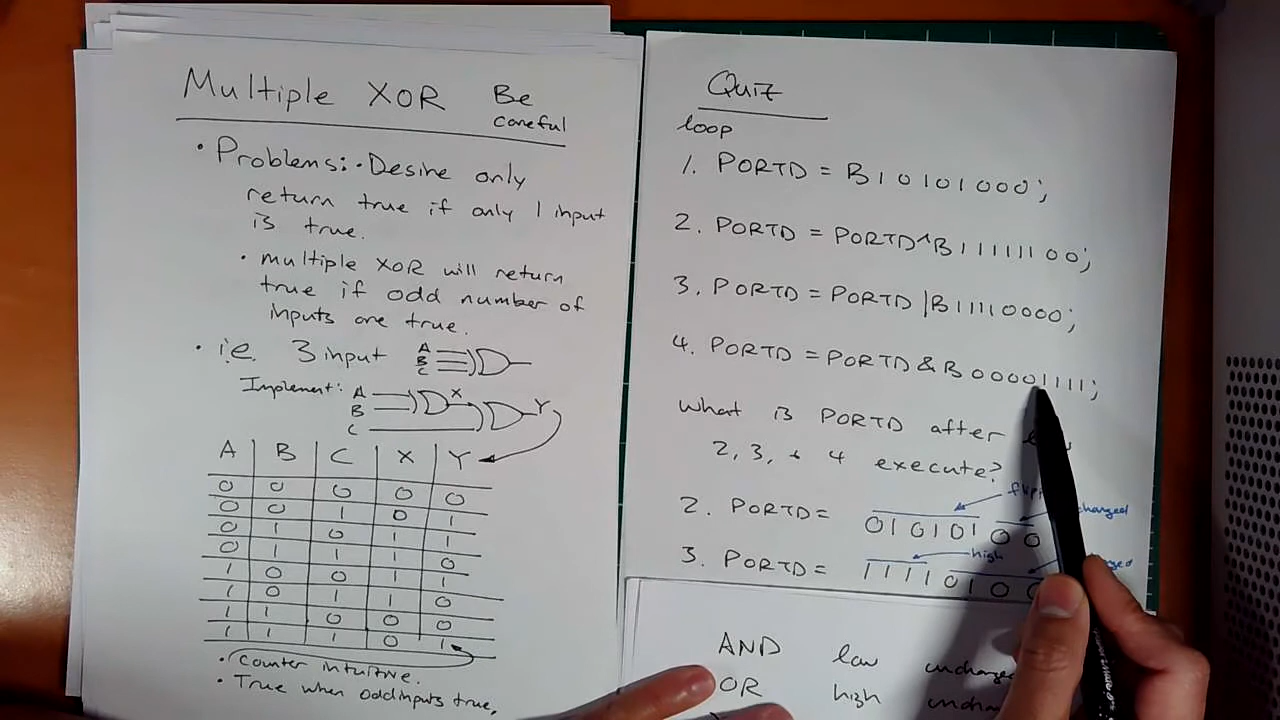 Multiple XOR Be
careful
• Problems: • Desire only
return true if only 1 input
is true.
• multiple XOR will return
true if odd number of
inputs are true.
• i.e. 3 input A
B
C
Implement: A
B
C
X
Y
A B C X Y
0 0 0 0 0
0 0 1 0 1
0 1 0 1 1
0 1 1 1 0
1 0 0 1 1
1 0 1 1 0
1 1 0 0 0
1 1 1 0 1
• Counter intuitive.
• True when odd inputs true,
Quiz
loop
1. PORTD = B10101000;
2. PORTD = PORTD^B11111100;
3. PORTD = PORTD|B11110000;
4. PORTD = PORTD & B00001111;
What is PORTD after
2, 3, + 4 execute?
2. PORTD = 01010100
3. PORTD = 1111010
high
AND low unchanged
OR high